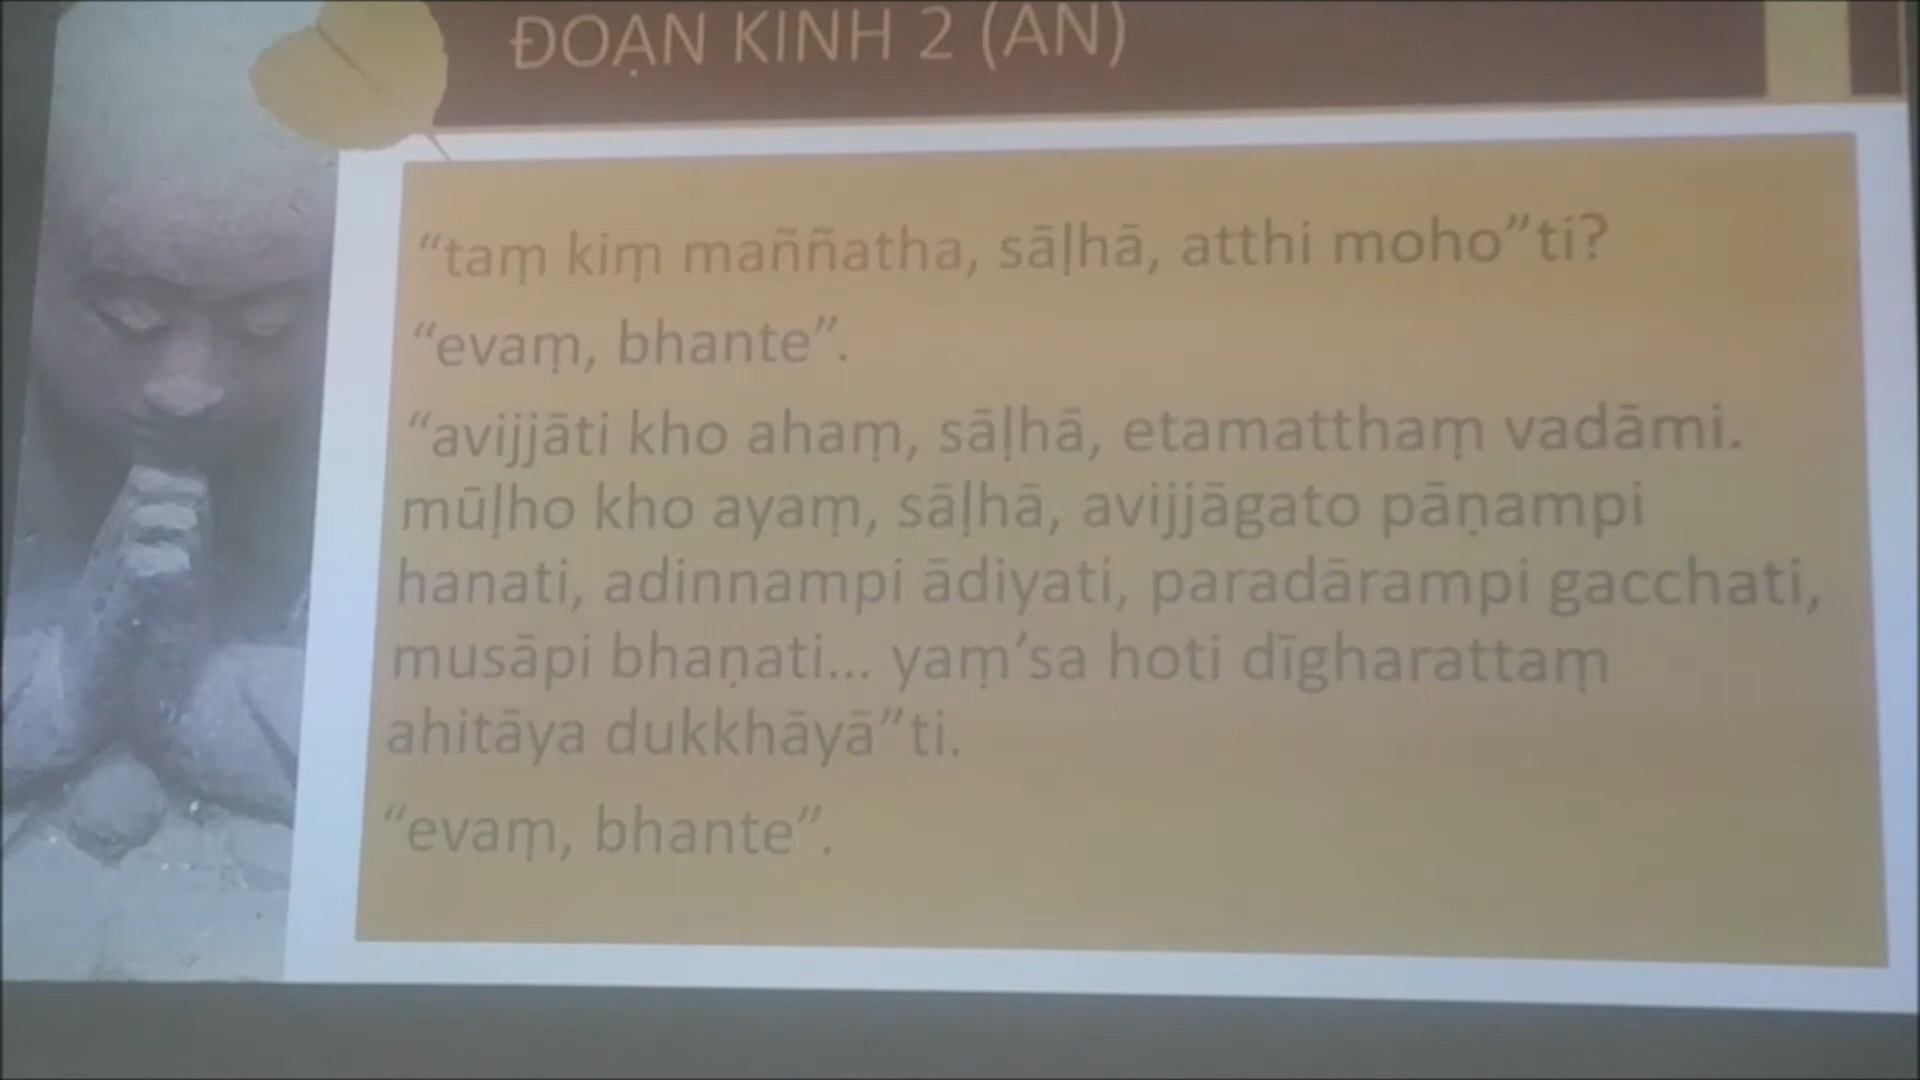 ĐOẠN KINH 2 (AN)
“taṃ kiṃ maññatha, sāḷhā, atthi moho”ti?
“evaṃ, bhante”.
“avijjāti kho ahaṃ, sāḷhā, etamatthaṃ vadāmi.
mūḷho kho ayaṃ, sāḷhā, avijjāgato pāṇampi
hanati, adinnampi ādiyati, paradārampi gacchati,
musāpi bhaṇati... yaṃ’sa hoti dīgharattaṃ
ahitāya dukkhāyā”ti.
“evaṃ, bhante”.